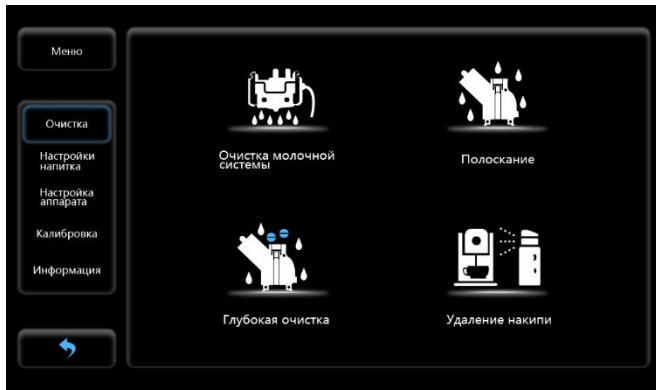 Меню
Очистка
Настройки
напитка
Настройка
аппарата
Калибровка
Информация
Очистка молочной
системы
Полоскание
Глубокая очистка
Удаление накипи